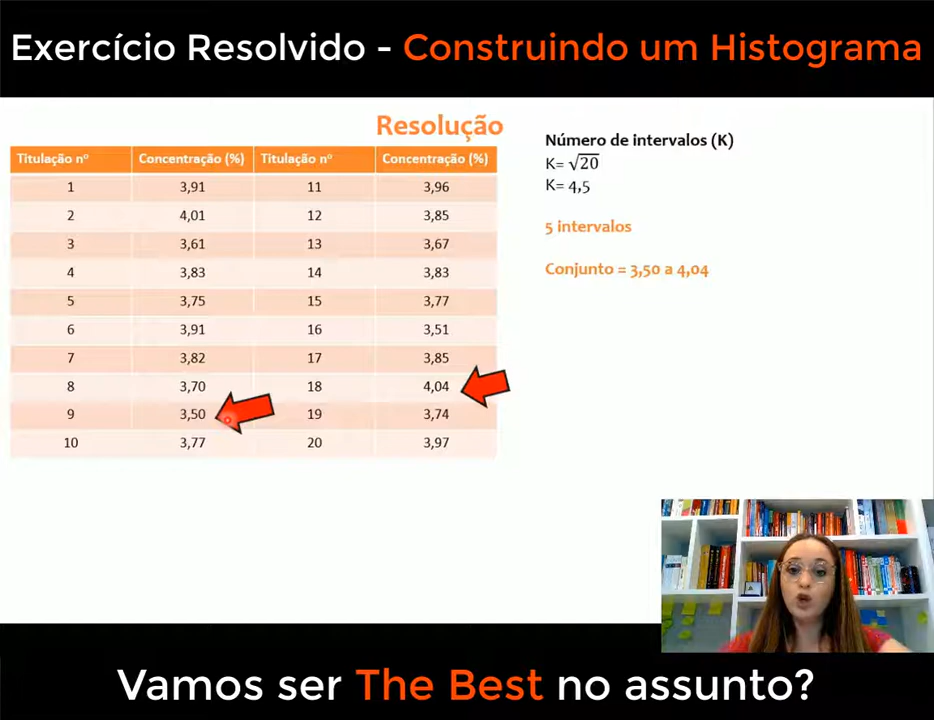 Exercício Resolvido - Construindo um Histograma
Resolução
Titulação nº Concentração (%) Titulação nº Concentração (%)
1 3,91 11 3,96
2 4,01 12 3,85
3 3,61 13 3,67
4 3,83 14 3,83
5 3,75 15 3,77
6 3,91 16 3,51
7 3,82 17 3,85
8 3,70 18 4,04
9 3,50 19 3,74
10 3,77 20 3,97
Número de intervalos (K)
K= √20
K= 4,5
5 intervalos
Conjunto = 3,50 a 4,04
Vamos ser The Best no assunto?